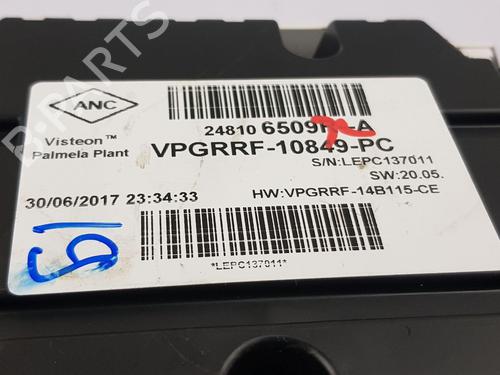 ANC
Visteon™
Palmela Plant
24810 6509
-A
VPGRRF-10849-PC
S/N:LEPC137011
SW:20.05.
30/06/2017 23:34:33
HW:VPGRRF-14B115-CE
*LEPC137011*
B-PARTS